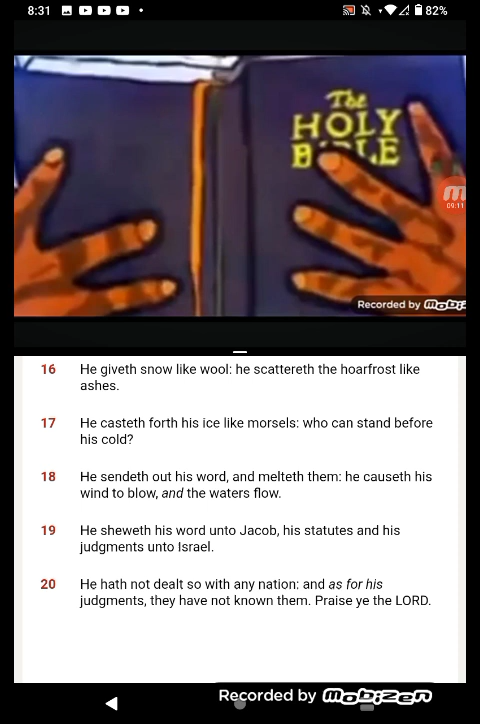 8:31
82%
The
HOLY
BIBLE
09:11
Recorded by
16 He giveth snow like wool: he scattereth the hoarfrost like
ashes.
17 He casteth forth his ice like morsels: who can stand before
his cold?
18 He sendeth out his word, and melteth them: he causeth his
wind to blow, and the waters flow.
19 He sheweth his word unto Jacob, his statutes and his
judgments unto Israel.
20 He hath not dealt so with any nation: and as for his
judgments, they have not known them. Praise ye the LORD.
Recorded by Mobizen